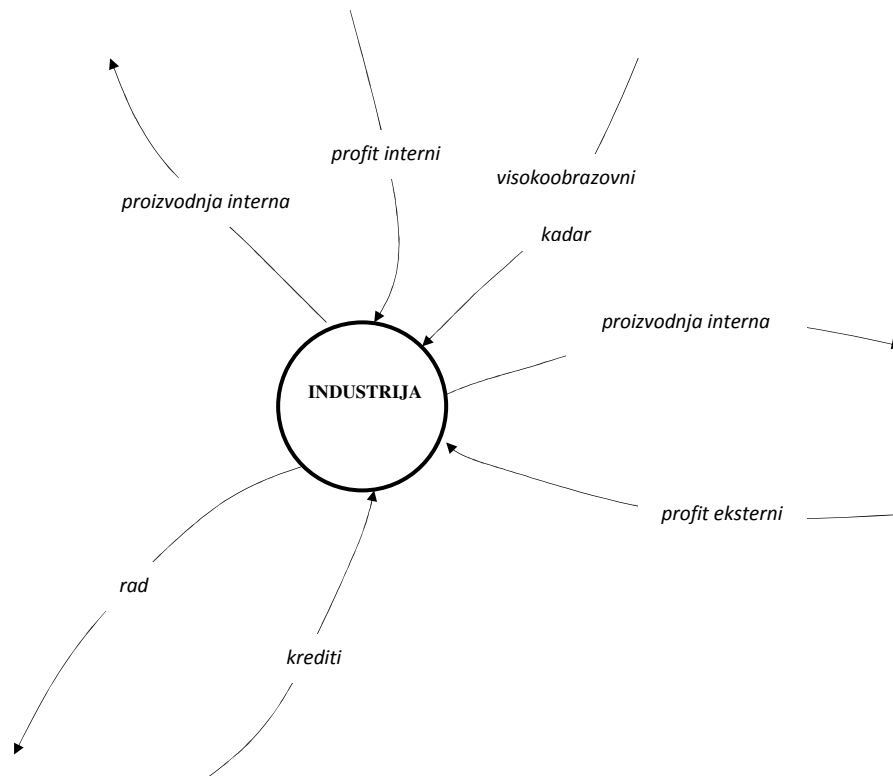 profit interni
visokoobrazovni
proizvodnja interna
kadar
proizvodnja interna
INDUSTRIJA
profit eksterni
rad
krediti